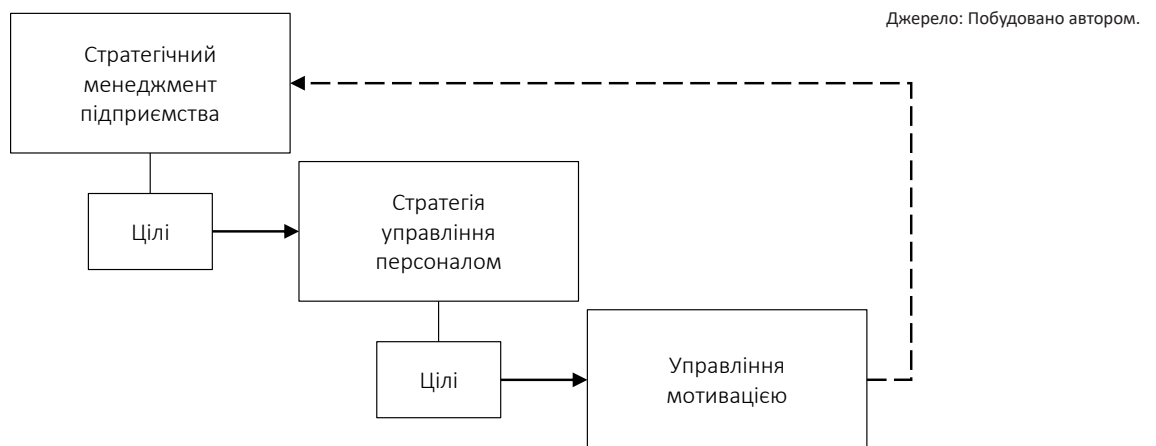 Джерело: Побудовано автором.
Стратегічний
менеджмент
підприємства
Цілі
Стратегія
управління
персоналом
Цілі
Управління
мотивацією